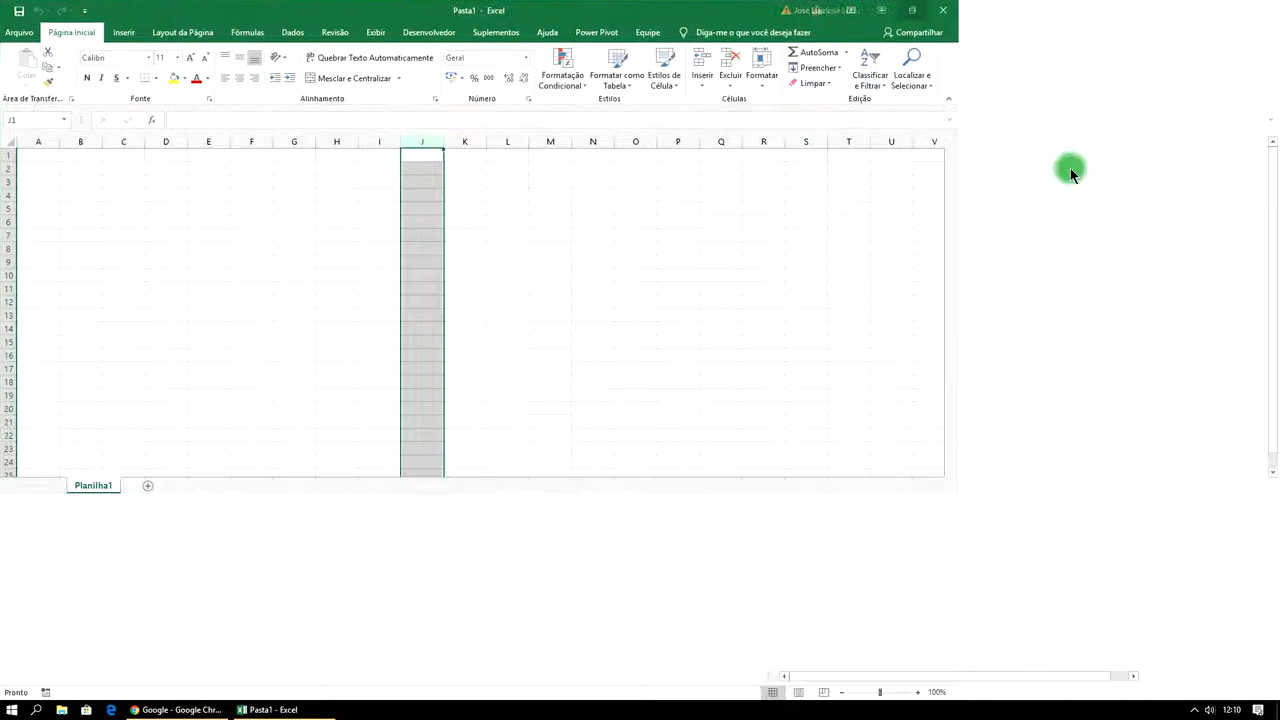 Pasta1 - Excel
Arquivo Página Inicial Inserir Layout da Página Fórmulas Dados Revisão Exibir Desenvolvedor Suplementos Ajuda Power Pivot Equipe Diga-me o que você deseja fazer Compartilhar
Colar
Calibri 11
Quebrar Texto Automaticamente
Geral
Formatação Condicional
Formatar como Tabela
Estilos de Célula
Inserir
Excluir
Formatar
AutoSoma
Preencher
Limpar
Classificar e Filtrar
Localizar e Selecionar
N I S
Mesclar e Centralizar
% 000
Área de Transfer... Fonte Alinhamento Número Estilos Células Edição
J1 fx
A B C D E F G H I J K L M N O P Q R S T U V
1
2
3
4
5
6
7
8
9
10
11
12
13
14
15
16
17
18
19
20
21
23
24
25
Planilha1
Pronto 100%
Google - Google Chr... Pasta1 - Excel 12:10